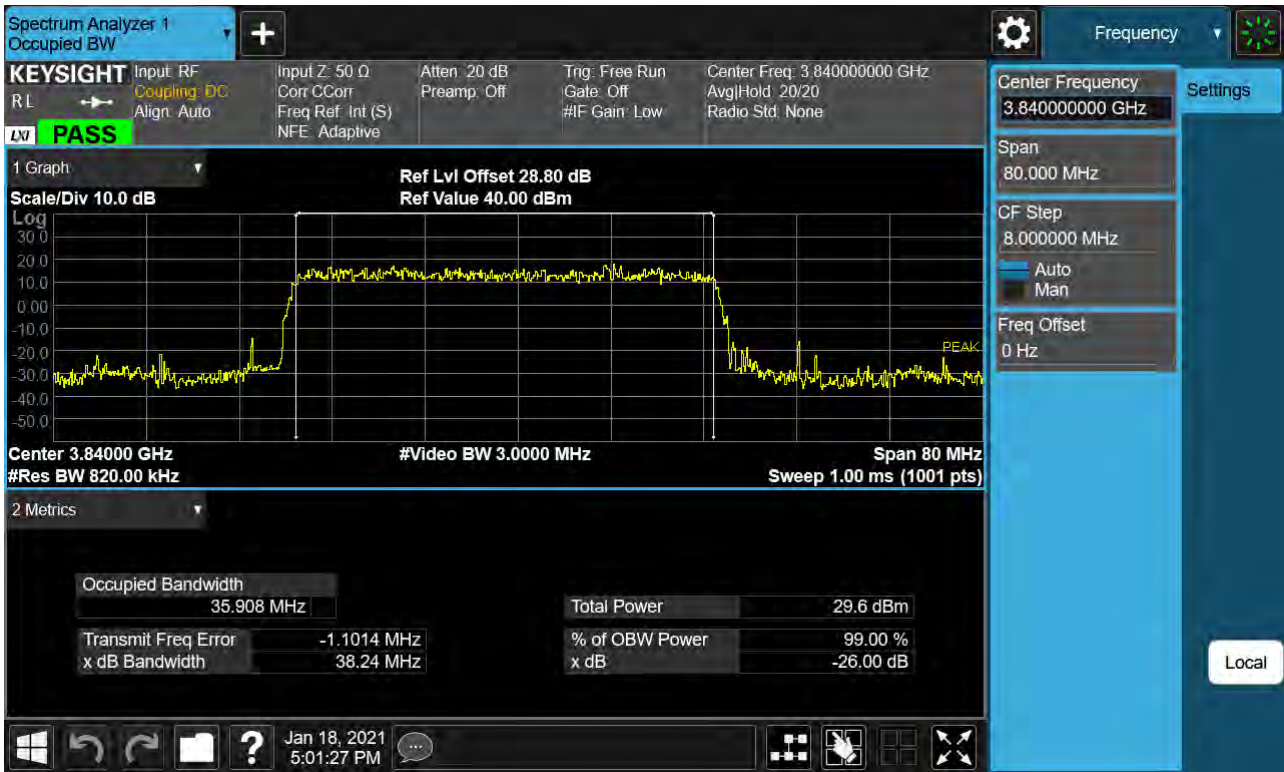 Spectrum Analyzer 1
Occupied BW
Frequency
KEYSIGHT
RL
LXI
PASS
Input: RF
Coupling: DC
Align: Auto
Input Z: 50 Ω
Corr CCorr
Freq Ref: Int (S)
NFE: Adaptive
Atten: 20 dB
Preamp: Off
Trig: Free Run
Gate: Off
#IF Gain: Low
Center Freq: 3.840000000 GHz
Avg|Hold: 20/20
Radio Std: None
Center Frequency
3.840000000 GHz
Settings
Span
80.000 MHz
CF Step
8.000000 MHz
Auto
Man
Freq Offset
0 Hz
1 Graph
Scale/Div 10.0 dB
Ref Lvl Offset 28.80 dB
Ref Value 40.00 dBm
Log
30.0
20.0
10.0
0.00
-10.0
-20.0
-30.0
-40.0
-50.0
PEAK
Center 3.84000 GHz
#Video BW 3.0000 MHz
Span 80 MHz
#Res BW 820.00 kHz
Sweep 1.00 ms (1001 pts)
2 Metrics
Occupied Bandwidth
35.908 MHz
Total Power 29.6 dBm
Transmit Freq Error -1.1014 MHz
% of OBW Power 99.00 %
x dB Bandwidth 38.24 MHz
x dB -26.00 dB
Local
Jan 18, 2021
5:01:27 PM